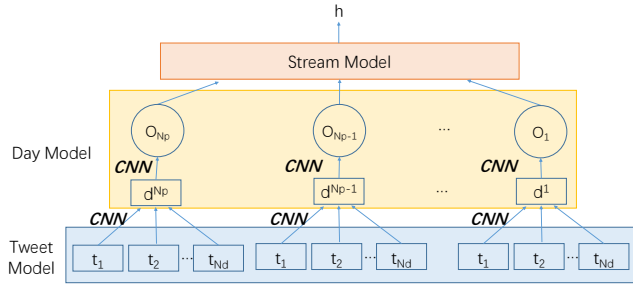 h
Stream Model
O_Np O_Np-1 ... O_1
Day Model
CNN CNN CNN
d^Np d^Np-1 ... d^1
CNN CNN CNN
Tweet
Model
t_1 t_2 ... t_Nd t_1 t_2 ... t_Nd t_1 t_2 ... t_Nd